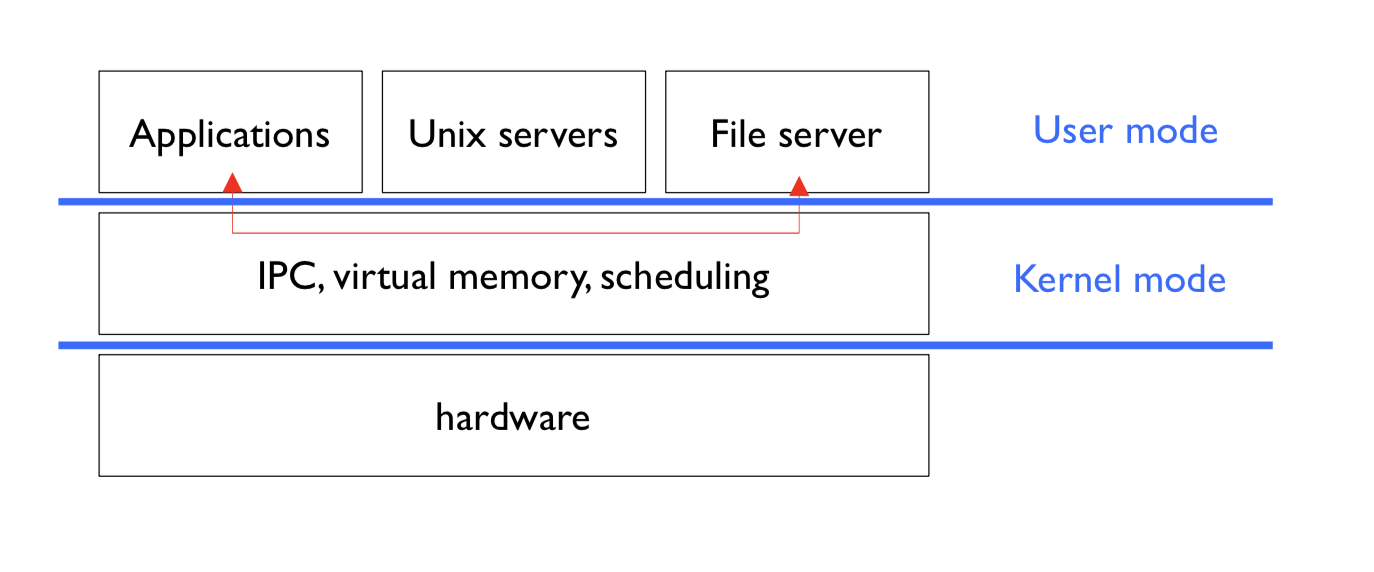 Applications
Unix servers
File server
User mode
IPC, virtual memory, scheduling
Kernel mode
hardware